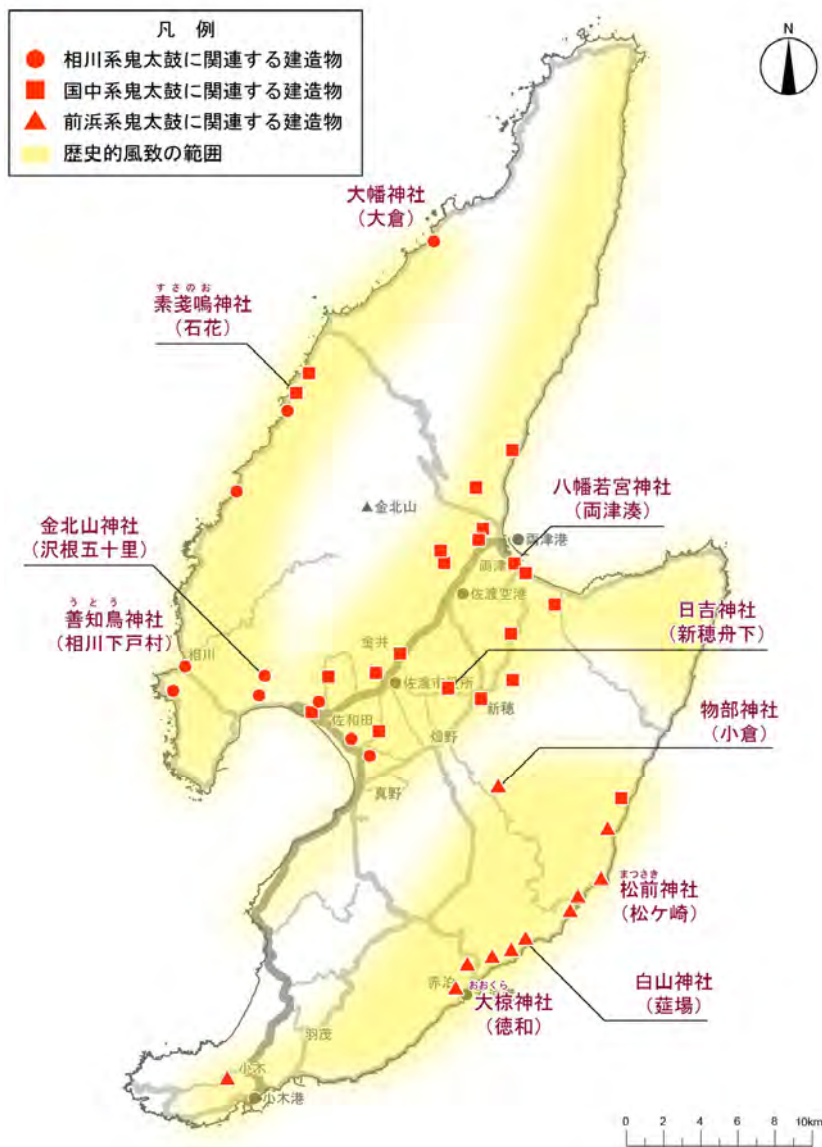 凡 例
相川系鬼太鼓に関連する建造物
国中系鬼太鼓に関連する建造物
前浜系鬼太鼓に関連する建造物
歴史的風致の範囲
N
大幡神社
（大倉）
すさのお
素戔嗚神社
（石花）
▲金北山
八幡若宮神社
（両津湊）
金北山神社
（沢根五十里）
両津港
両津
佐渡空港
うとう
善知鳥神社
（相川下戸村）
日吉神社
（新穂舟下）
相川
金井
佐渡市役所
新穂
佐和田
畑野
物部神社
（小倉）
真野
まつさき
松前神社
（松ケ崎）
白山神社
（莚場）
赤泊
おおくら
大椋神社
（徳和）
羽茂
小木
小木港
0 2 4 6 8 10km